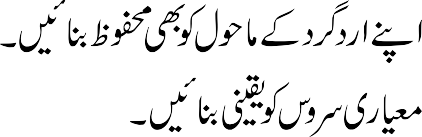 اپنے اردگرد کے ماحول کو بھی محفوظ بنائیں۔
معیاری سروس کو یقینی بنائیں۔